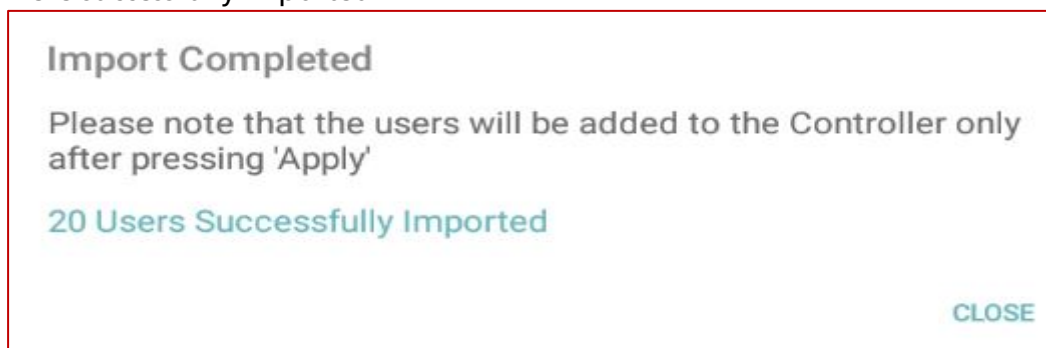 Import Completed
Please note that the users will be added to the Controller only
after pressing 'Apply'
20 Users Successfully Imported
CLOSE